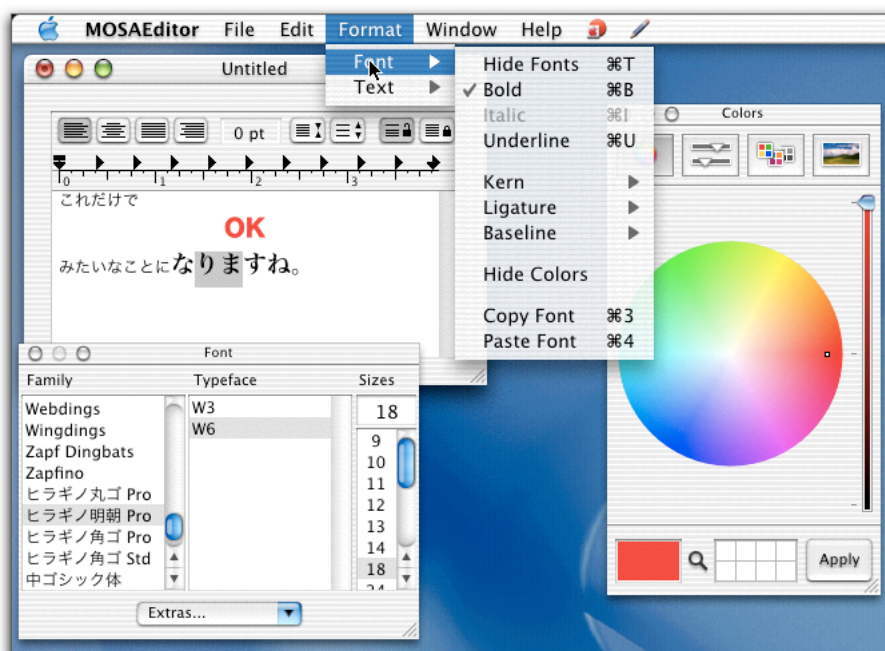 MOSAEditor File Edit Format Window Help
Untitled
Font
Text
Hide Fonts ⌘T
✓ Bold ⌘B
Italic ⌘I
Underline ⌘U
Kern
Ligature
Baseline
Hide Colors
Copy Font ⌘3
Paste Font ⌘4
0 pt
0 1 2 3
これだけで
OK
みたいなことになりますね。
Colors
Apply
Font
Family Typeface Sizes
Webdings
Wingdings
Zapf Dingbats
Zapfino
ヒラギノ丸ゴ Pro
ヒラギノ明朝 Pro
ヒラギノ角ゴ Pro
ヒラギノ角ゴ Std
中ゴシック体
W3
W6
18
9
10
11
12
13
14
18
24
Extras...